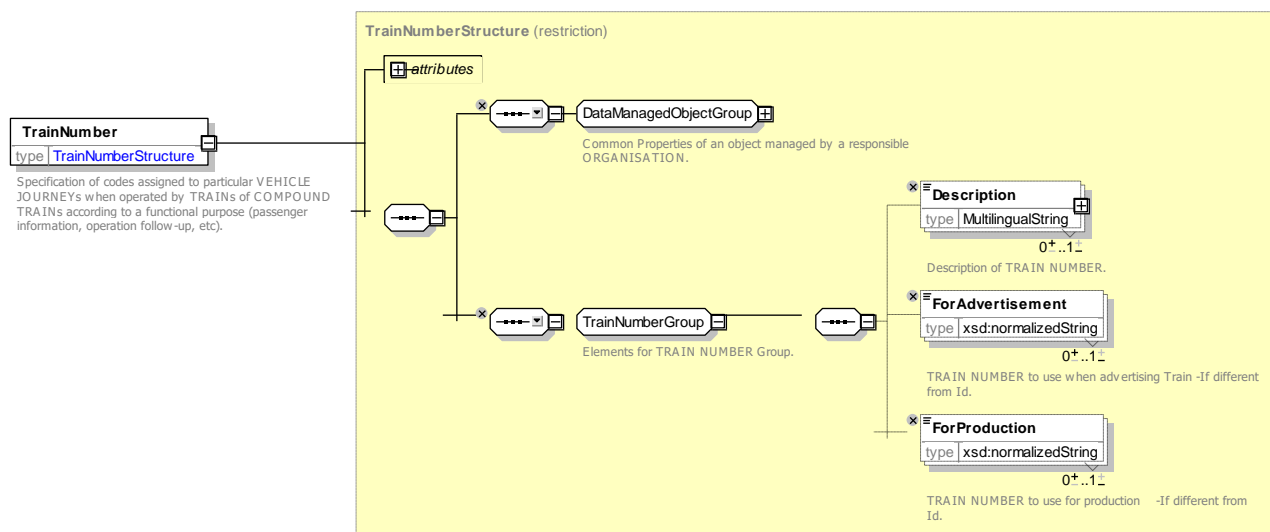 TrainNumberStructure (restriction)
attributes
DataManagedObjectGroup
Common Properties of an object managed by a responsible
ORGANISATION.
TrainNumber
type TrainNumberStructure
Specification of codes assigned to particular VEHICLE
JOURNEYs when operated by TRAINs of COMPOUND
TRAINs according to a functional purpose (passenger
information, operation follow-up, etc).
Description
type MultilingualString
0..1
Description of TRAIN NUMBER.
TrainNumberGroup
Elements for TRAIN NUMBER Group.
ForAdvertisement
type xsd:normalizedString
0..1
TRAIN NUMBER to use when advertising Train -If different
from Id.
ForProduction
type xsd:normalizedString
0..1
TRAIN NUMBER to use for production -If different from
Id.